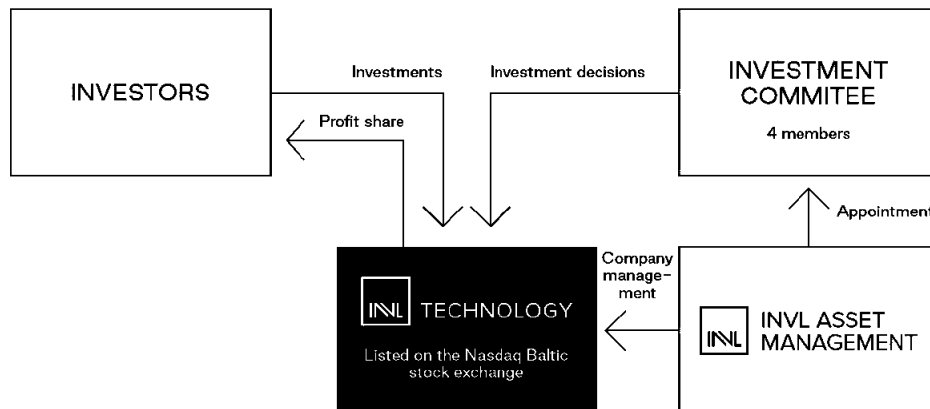 INVESTORS
Investments
Profit share
Investment decisions
INVESTMENT
COMMITEE
4 members
Appointment
Company
manage-
ment
INVL TECHNOLOGY
Listed on the Nasdaq Baltic
stock exchange
INVL INVL ASSET
MANAGEMENT